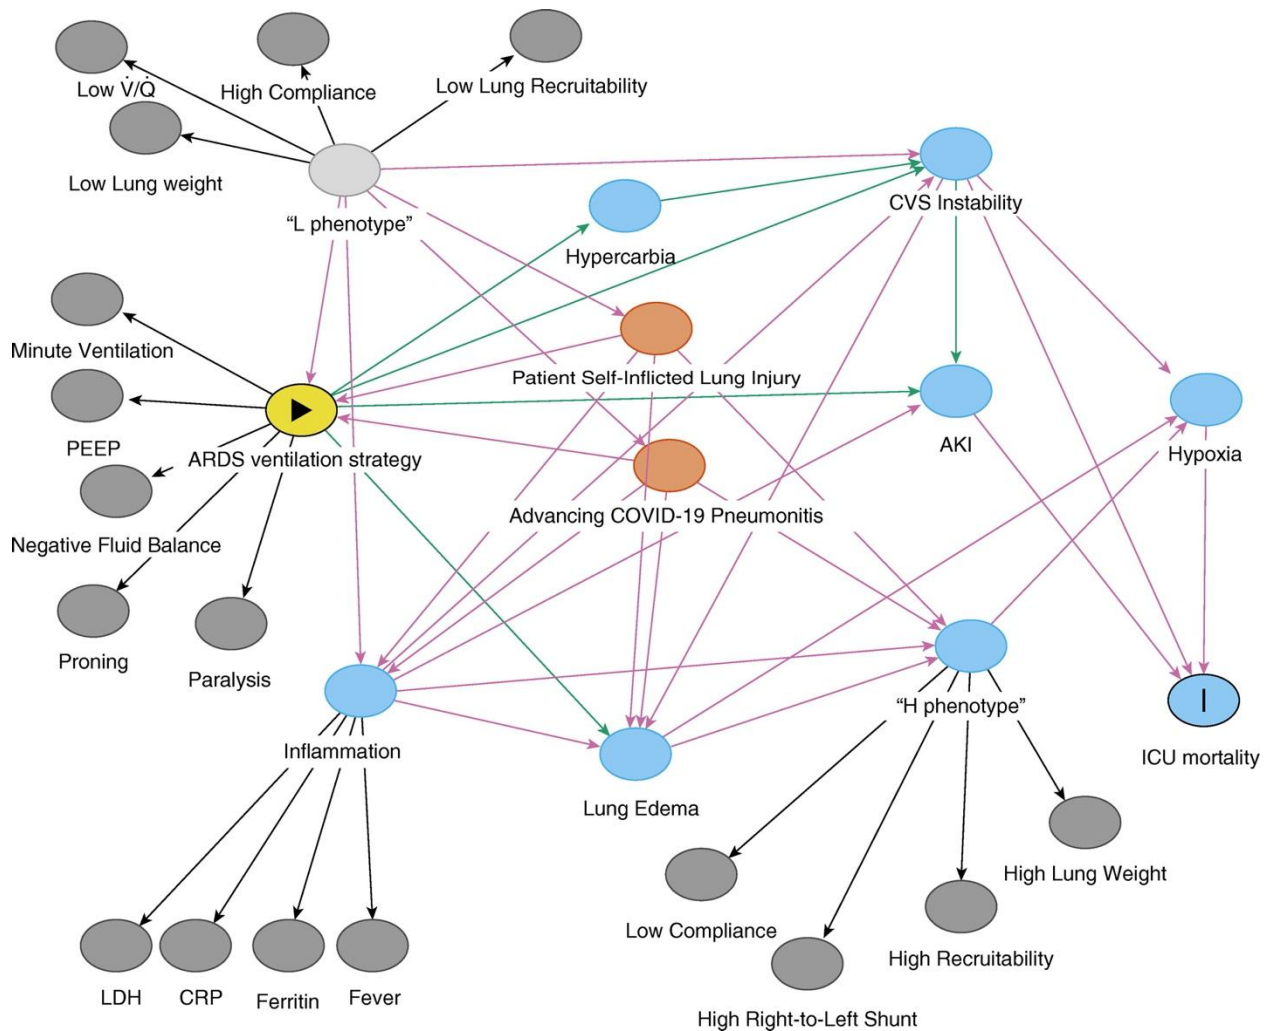 Low V̇/Q̇
High Compliance
Low Lung Recruitability
Low Lung weight
"L phenotype"
CVS Instability
Hypercarbia
Minute Ventilation
Patient Self-Inflicted Lung Injury
PEEP
ARDS ventilation strategy
AKI
Hypoxia
Negative Fluid Balance
Advancing COVID-19 Pneumonitis
Proning
Paralysis
"H phenotype"
I
Inflammation
ICU mortality
Lung Edema
High Lung Weight
Low Compliance
High Recruitability
LDH
CRP
Ferritin
Fever
High Right-to-Left Shunt